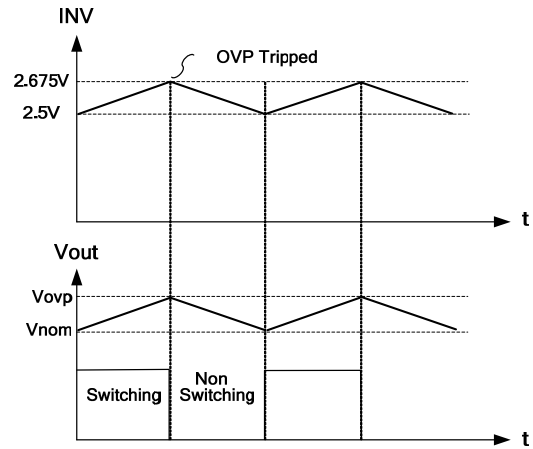 INV
OVP Tripped
2.675V
2.5V
t
Vout
Vovp
Vnom
Switching
Non
Switching
t